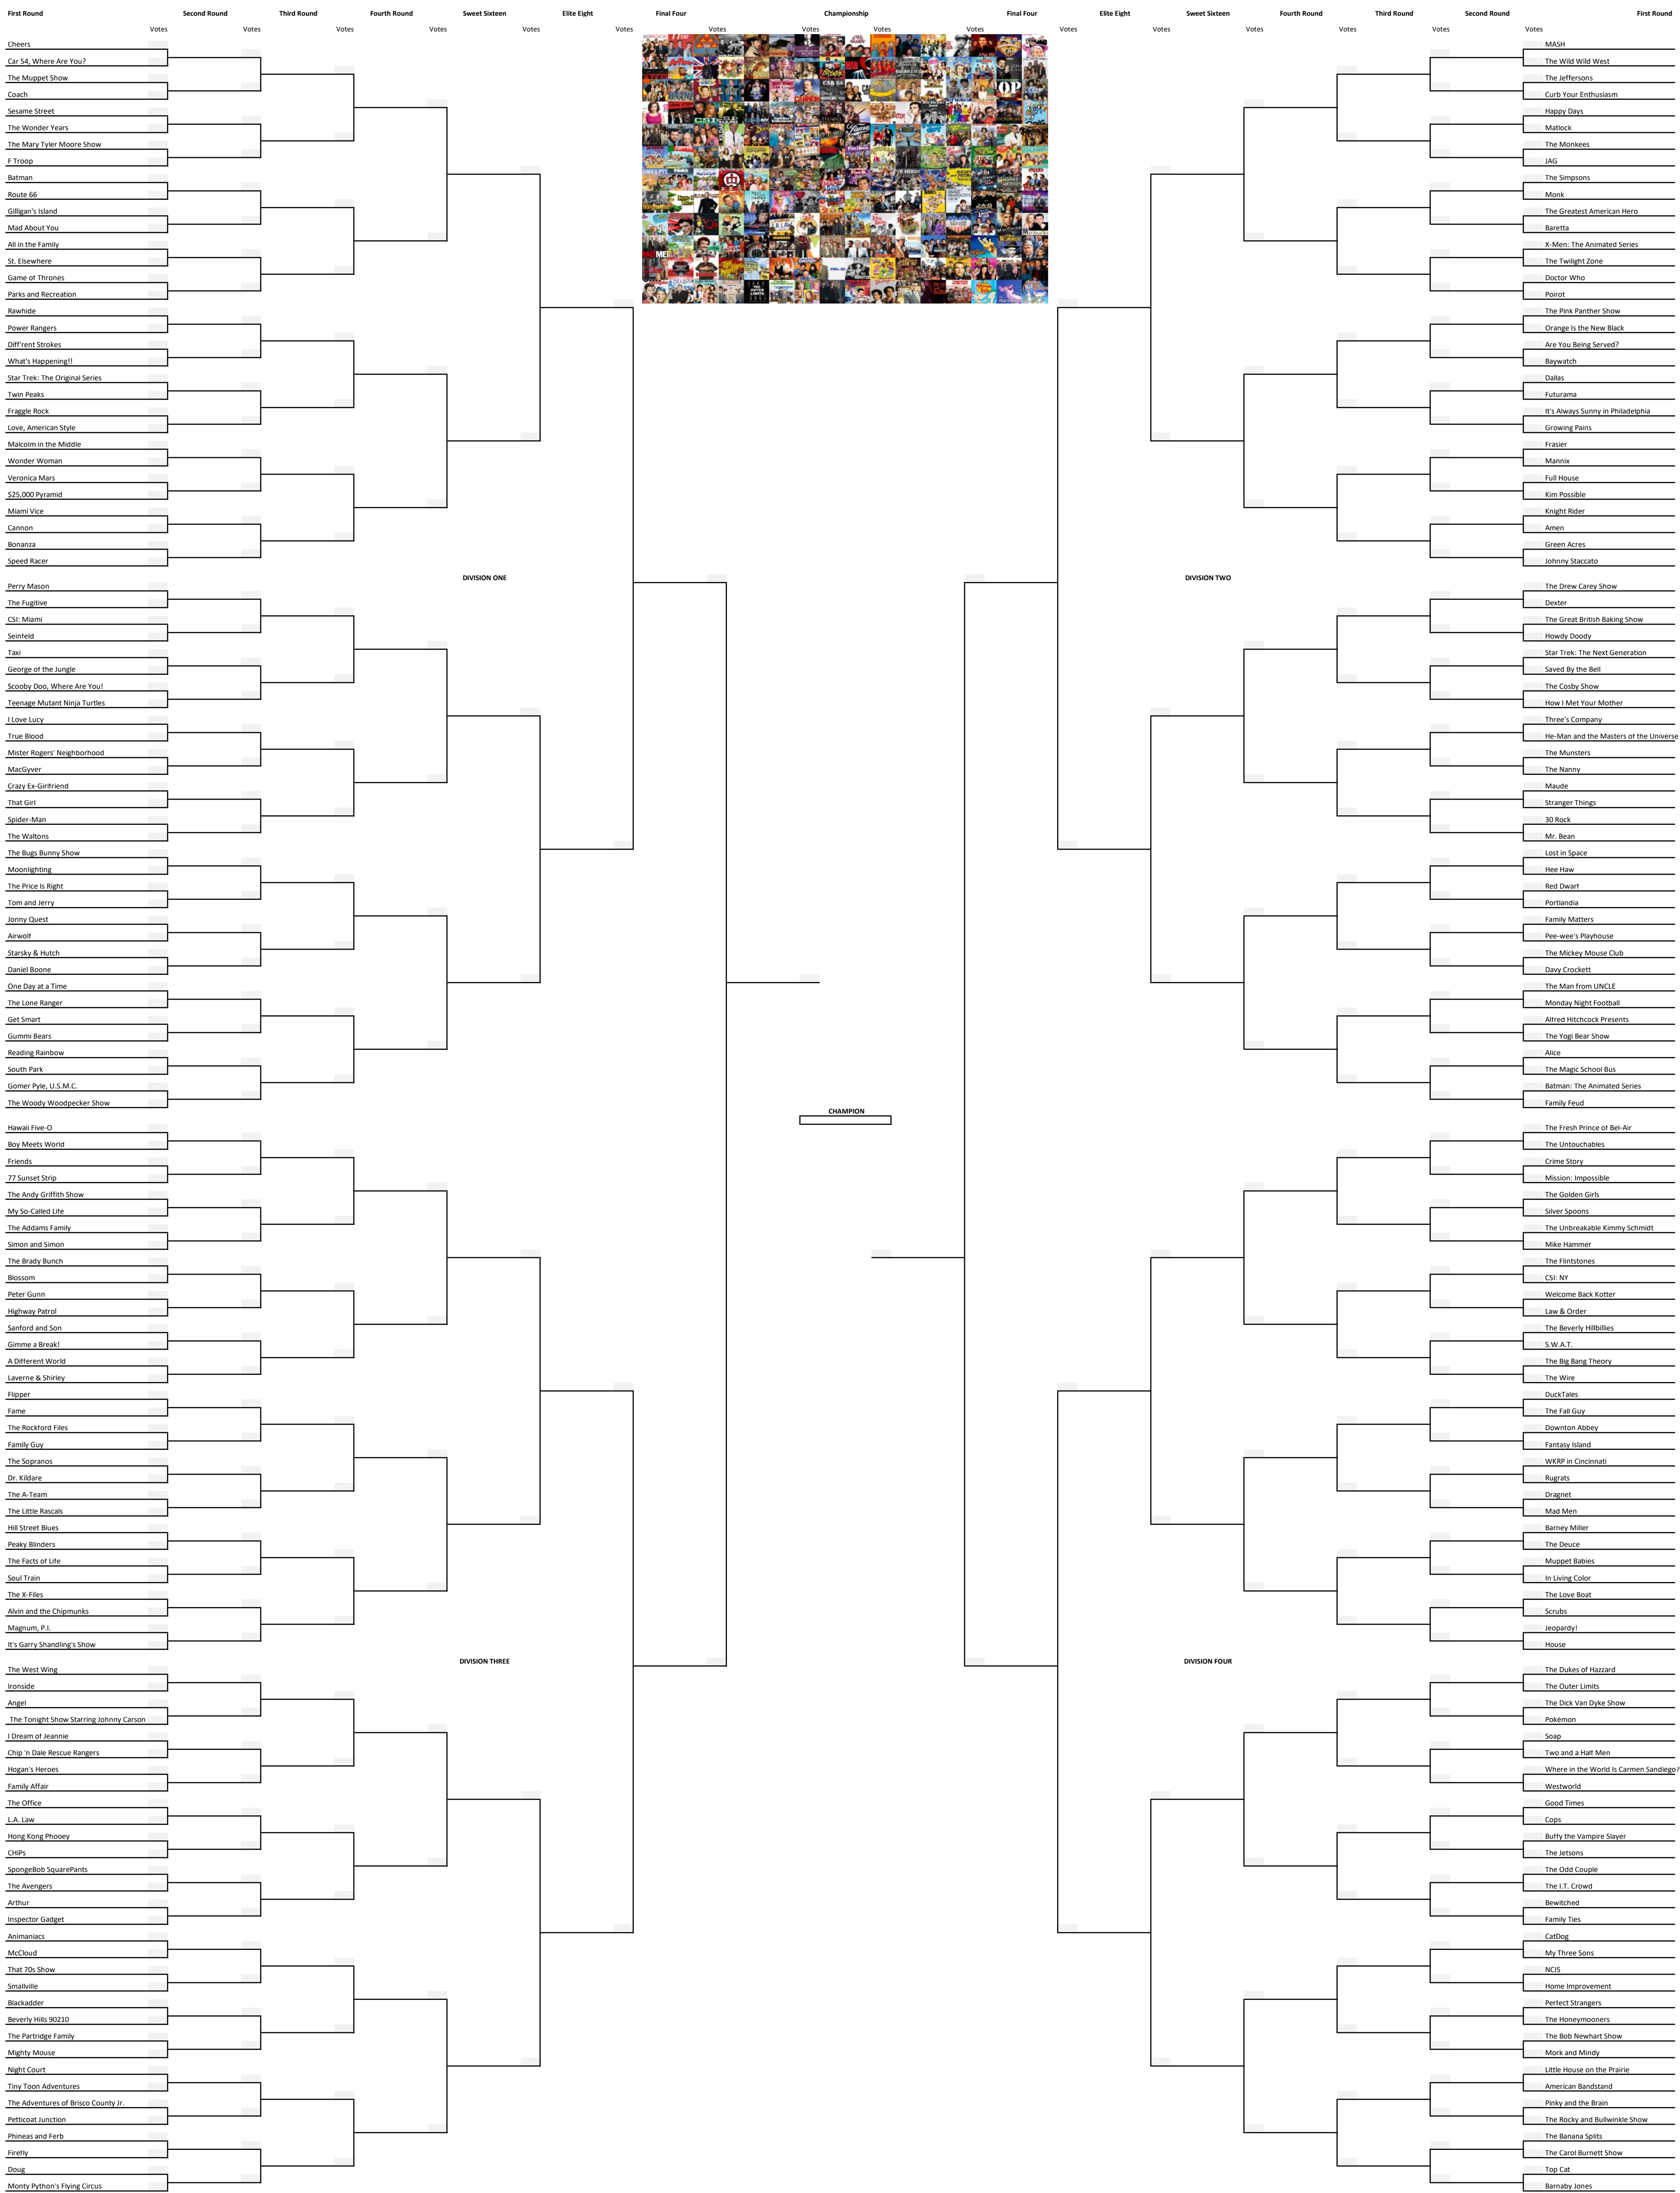 First Round Second Round Third Round Fourth Round Sweet Sixteen Elite Eight Final Four Championship Final Four Elite Eight Sweet Sixteen Fourth Round Third Round Second Round First Round
Votes Votes Votes Votes Votes Votes Votes Votes Votes Votes Votes Votes Votes Votes Votes Votes
Cheers
Car 54, Where Are You?
The Muppet Show
Coach
Sesame Street
The Wonder Years
The Mary Tyler Moore Show
F Troop
Batman
Route 66
Gilligan's Island
Mad About You
All in the Family
St. Elsewhere
Game of Thrones
Parks and Recreation
Rawhide
Power Rangers
Diff'rent Strokes
What's Happening!!
Star Trek: The Original Series
Twin Peaks
Fraggle Rock
Love, American Style
Malcolm in the Middle
Wonder Woman
Veronica Mars
$25,000 Pyramid
Miami Vice
Cannon
Bonanza
Speed Racer
DIVISION ONE
Perry Mason
The Fugitive
CSI: Miami
Seinfeld
Taxi
George of the Jungle
Scooby Doo, Where Are You!
Teenage Mutant Ninja Turtles
I Love Lucy
True Blood
Mister Rogers' Neighborhood
MacGyver
Crazy Ex-Girlfriend
That Girl
Spider-Man
The Waltons
The Bugs Bunny Show
Moonlighting
The Price Is Right
Tom and Jerry
Jonny Quest
Airwolf
Starsky & Hutch
Daniel Boone
One Day at a Time
The Lone Ranger
Get Smart
Gummi Bears
Reading Rainbow
South Park
Gomer Pyle, U.S.M.C.
The Woody Woodpecker Show
Hawaii Five-O
Boy Meets World
Friends
77 Sunset Strip
The Andy Griffith Show
My So-Called Life
The Addams Family
Simon and Simon
The Brady Bunch
Blossom
Peter Gunn
Highway Patrol
Sanford and Son
Gimme a Break!
A Different World
Laverne & Shirley
Flipper
Fame
The Rockford Files
Family Guy
The Sopranos
Dr. Kildare
The A-Team
The Little Rascals
Hill Street Blues
Peaky Blinders
The Facts of Life
Soul Train
The X-Files
Alvin and the Chipmunks
Magnum, P.I.
It's Garry Shandling's Show
DIVISION THREE
The West Wing
Ironside
Angel
The Tonight Show Starring Johnny Carson
I Dream of Jeannie
Chip 'n Dale Rescue Rangers
Hogan's Heroes
Family Affair
The Office
L.A. Law
Hong Kong Phooey
CHiPs
SpongeBob SquarePants
The Avengers
Arthur
Inspector Gadget
Animaniacs
McCloud
That 70s Show
Smallville
Blackadder
Beverly Hills 90210
The Partridge Family
Mighty Mouse
Night Court
Tiny Toon Adventures
The Adventures of Brisco County Jr.
Petticoat Junction
Phineas and Ferb
Firefly
Doug
Monty Python's Flying Circus
CHAMPION
MASH
The Wild Wild West
The Jeffersons
Curb Your Enthusiasm
Happy Days
Matlock
The Monkees
JAG
The Simpsons
Monk
The Greatest American Hero
Baretta
X-Men: The Animated Series
The Twilight Zone
Doctor Who
Poirot
The Pink Panther Show
Orange Is the New Black
Are You Being Served?
Baywatch
Dallas
Futurama
It's Always Sunny in Philadelphia
Growing Pains
Frasier
Mannix
Full House
Kim Possible
Knight Rider
Amen
Green Acres
Johnny Staccato
DIVISION TWO
The Drew Carey Show
Dexter
The Great British Baking Show
Howdy Doody
Star Trek: The Next Generation
Saved By the Bell
The Cosby Show
How I Met Your Mother
Three's Company
He-Man and the Masters of the Universe
The Munsters
The Nanny
Maude
Stranger Things
30 Rock
Mr. Bean
Lost in Space
Hee Haw
Red Dwarf
Portlandia
Family Matters
Pee-wee's Playhouse
The Mickey Mouse Club
Davy Crockett
The Man from UNCLE
Monday Night Football
Alfred Hitchcock Presents
The Yogi Bear Show
Alice
The Magic School Bus
Batman: The Animated Series
Family Feud
The Fresh Prince of Bel-Air
The Untouchables
Crime Story
Mission: Impossible
The Golden Girls
Silver Spoons
The Unbreakable Kimmy Schmidt
Mike Hammer
The Flintstones
CSI: NY
Welcome Back Kotter
Law & Order
The Beverly Hillbillies
S.W.A.T.
The Big Bang Theory
The Wire
DuckTales
The Fall Guy
Downton Abbey
Fantasy Island
WKRP in Cincinnati
Rugrats
Dragnet
Mad Men
Barney Miller
The Deuce
Muppet Babies
In Living Color
The Love Boat
Scrubs
Jeopardy!
House
DIVISION FOUR
The Dukes of Hazzard
The Outer Limits
The Dick Van Dyke Show
Pokémon
Soap
Two and a Half Men
Where in the World Is Carmen Sandiego?
Westworld
Good Times
Cops
Buffy the Vampire Slayer
The Jetsons
The Odd Couple
The I.T. Crowd
Bewitched
Family Ties
CatDog
My Three Sons
NCIS
Home Improvement
Perfect Strangers
The Honeymooners
The Bob Newhart Show
Mork and Mindy
Little House on the Prairie
American Bandstand
Pinky and the Brain
The Rocky and Bullwinkle Show
The Banana Splits
The Carol Burnett Show
Top Cat
Barnaby Jones